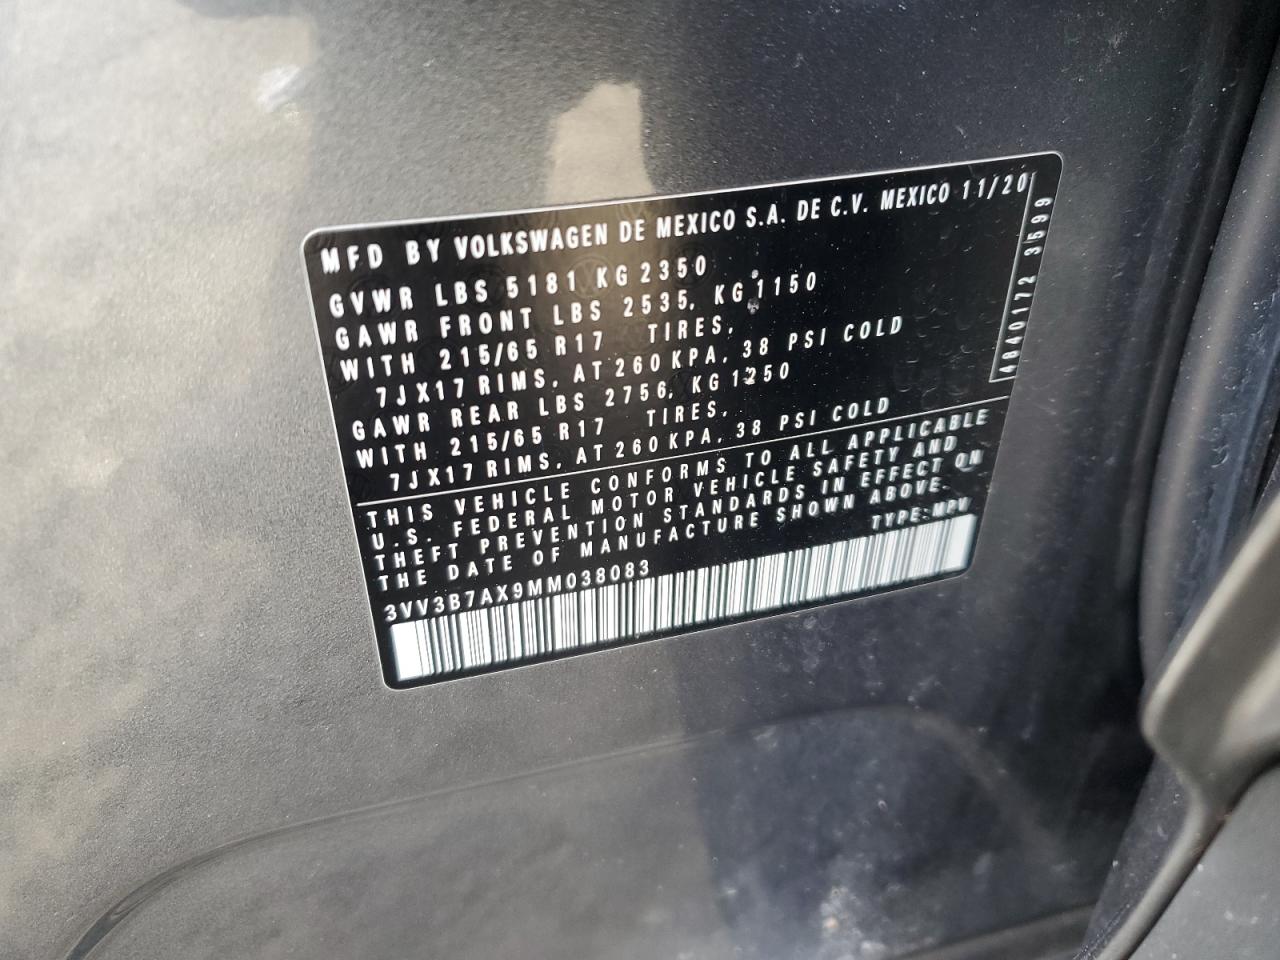 MFD BY VOLKSWAGEN DE MEXICO S.A. DE C.V. MEXICO 11/20
GVWR LBS 5181 KG 2350
GAWR FRONT LBS 2535, KG 1150
WITH 215/65 R17 TIRES,
7JX17 RIMS, AT 260 KPA, 38 PSI COLD
GAWR REAR LBS 2756, KG 1250
WITH 215/65 R17 TIRES,
7JX17 RIMS, AT 260 KPA, 38 PSI COLD
4840172 3599
THIS VEHICLE CONFORMS TO ALL APPLICABLE
U.S. FEDERAL MOTOR VEHICLE SAFETY AND
THEFT PREVENTION STANDARDS IN EFFECT ON
THE DATE OF MANUFACTURE SHOWN ABOVE.
TYPE:MPV
3VV3B7AX9MM038083